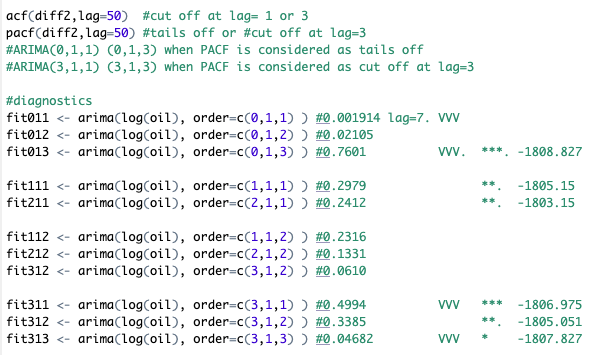 acf(diff2,lag=50)  #cut off at lag= 1 or 3
pacf(diff2,lag=50) #tails off or #cut off at lag=3
#ARIMA(0,1,1) (0,1,3) when PACF is considered as tails off
#ARIMA(3,1,1) (3,1,3) when PACF is considered as cut off at lag=3
#diagnostics
fit011 <- arima(log(oil), order=c(0,1,1) ) #0.001914 lag=7. VVV
fit012 <- arima(log(oil), order=c(0,1,2) ) #0.02105
fit013 <- arima(log(oil), order=c(0,1,3) ) #0.7601 VVV. ***. -1808.827
fit111 <- arima(log(oil), order=c(1,1,1) ) #0.2979 **. -1805.15
fit211 <- arima(log(oil), order=c(2,1,1) ) #0.2412 **. -1803.15
fit112 <- arima(log(oil), order=c(1,1,2) ) #0.2316
fit212 <- arima(log(oil), order=c(2,1,2) ) #0.1331
fit312 <- arima(log(oil), order=c(3,1,2) ) #0.0610
fit311 <- arima(log(oil), order=c(3,1,1) ) #0.4994 VVV *** -1806.975
fit312 <- arima(log(oil), order=c(3,1,2) ) #0.3385 **. -1805.051
fit313 <- arima(log(oil), order=c(3,1,3) ) #0.04682 VVV * -1807.827